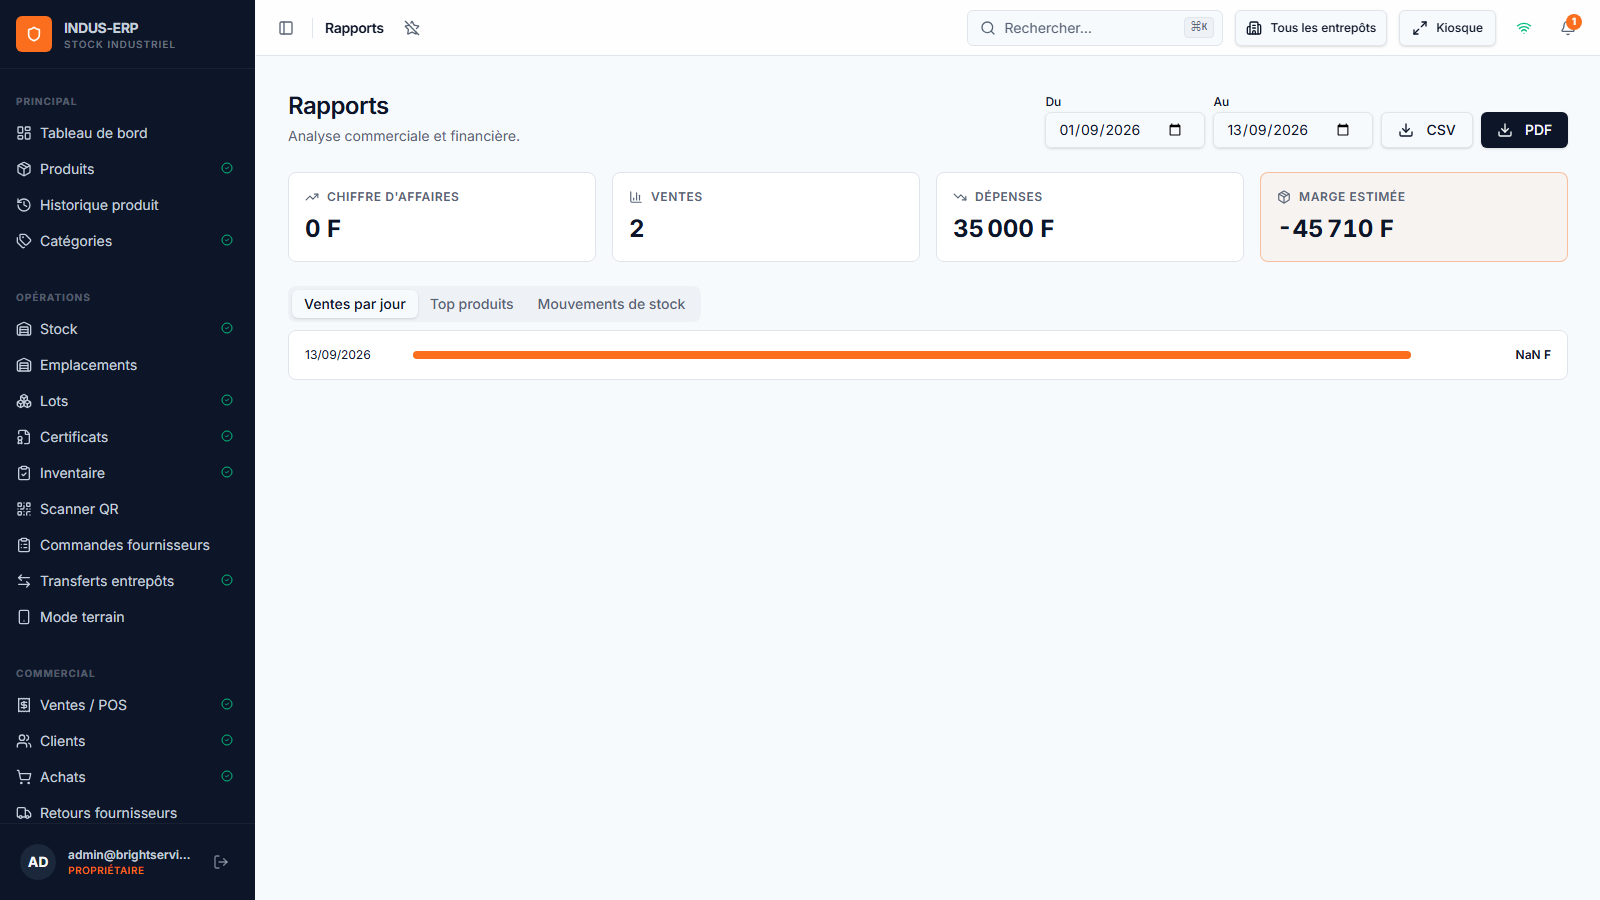 INDUS-ERP
STOCK INDUSTRIEL
PRINCIPAL
Tableau de bord
Produits
Historique produit
Catégories
OPÉRATIONS
Stock
Emplacements
Lots
Certificats
Inventaire
Scanner QR
Commandes fournisseurs
Transferts entrepôts
Mode terrain
COMMERCIAL
Ventes / POS
Clients
Achats
Retours fournisseurs
AD
admin@brightservi...
PROPRIÉTAIRE
Rapports
Rechercher...
⌘K
Tous les entrepôts
Kiosque
1
Rapports
Analyse commerciale et financière.
Du
01/09/2026
Au
13/09/2026
CSV
PDF
CHIFFRE D'AFFAIRES
0 F
VENTES
2
DÉPENSES
35 000 F
MARGE ESTIMÉE
-45 710 F
Ventes par jour
Top produits
Mouvements de stock
13/09/2026
NaN F